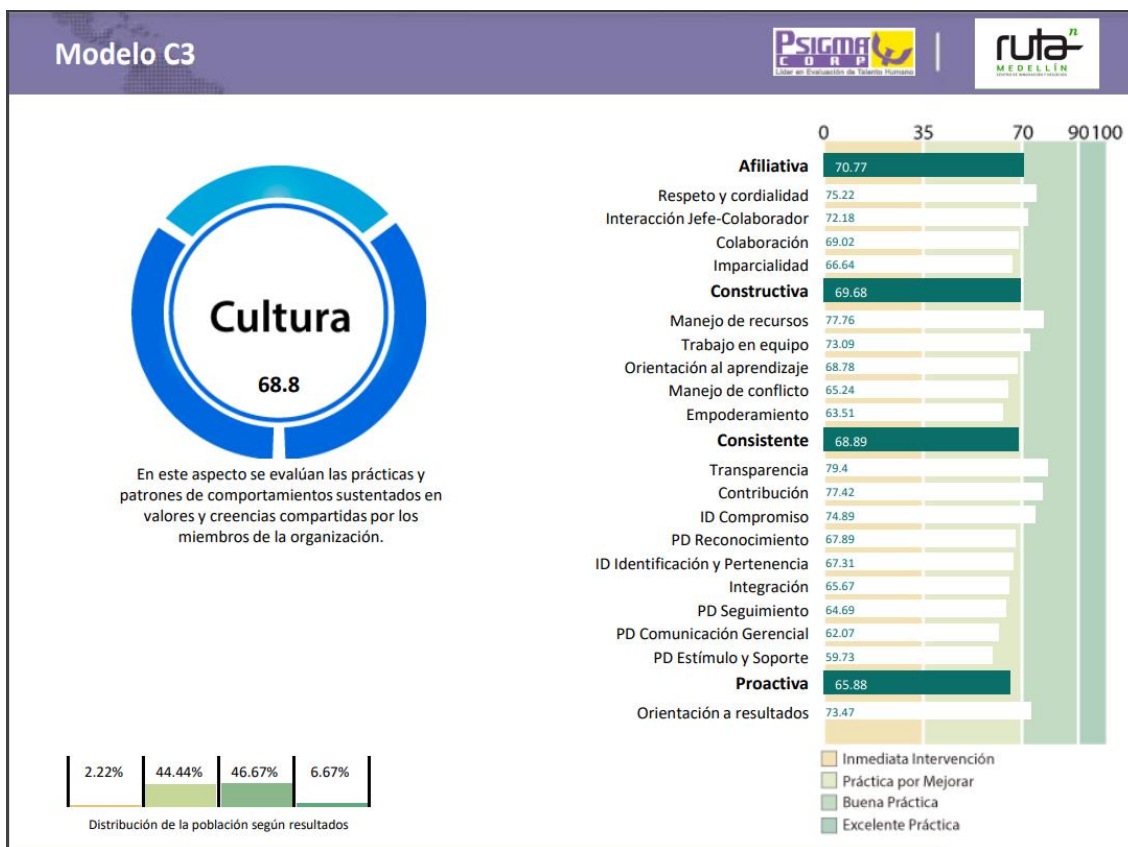 Modelo C3
PSIGMA
CORP
Líder en Evaluación de Talento Humano
ruta n
MEDELLÍN
CENTRO DE INNOVACIÓN Y NEGOCIOS
Cultura
68.8
En este aspecto se evalúan las prácticas y
patrones de comportamientos sustentados en
valores y creencias compartidas por los
miembros de la organización.
0 35 70 90 100
Afiliativa 70.77
Respeto y cordialidad 75.22
Interacción Jefe-Colaborador 72.18
Colaboración 69.02
Imparcialidad 66.64
Constructiva 69.68
Manejo de recursos 77.76
Trabajo en equipo 73.09
Orientación al aprendizaje 68.78
Manejo de conflicto 65.24
Empoderamiento 63.51
Consistente 68.89
Transparencia 79.4
Contribución 77.42
ID Compromiso 74.89
PD Reconocimiento 67.89
ID Identificación y Pertenencia 67.31
Integración 65.67
PD Seguimiento 64.69
PD Comunicación Gerencial 62.07
PD Estímulo y Soporte 59.73
Proactiva 65.88
Orientación a resultados 73.47
Inmediata Intervención
Práctica por Mejorar
Buena Práctica
Excelente Práctica
2.22% 44.44% 46.67% 6.67%
Distribución de la población según resultados